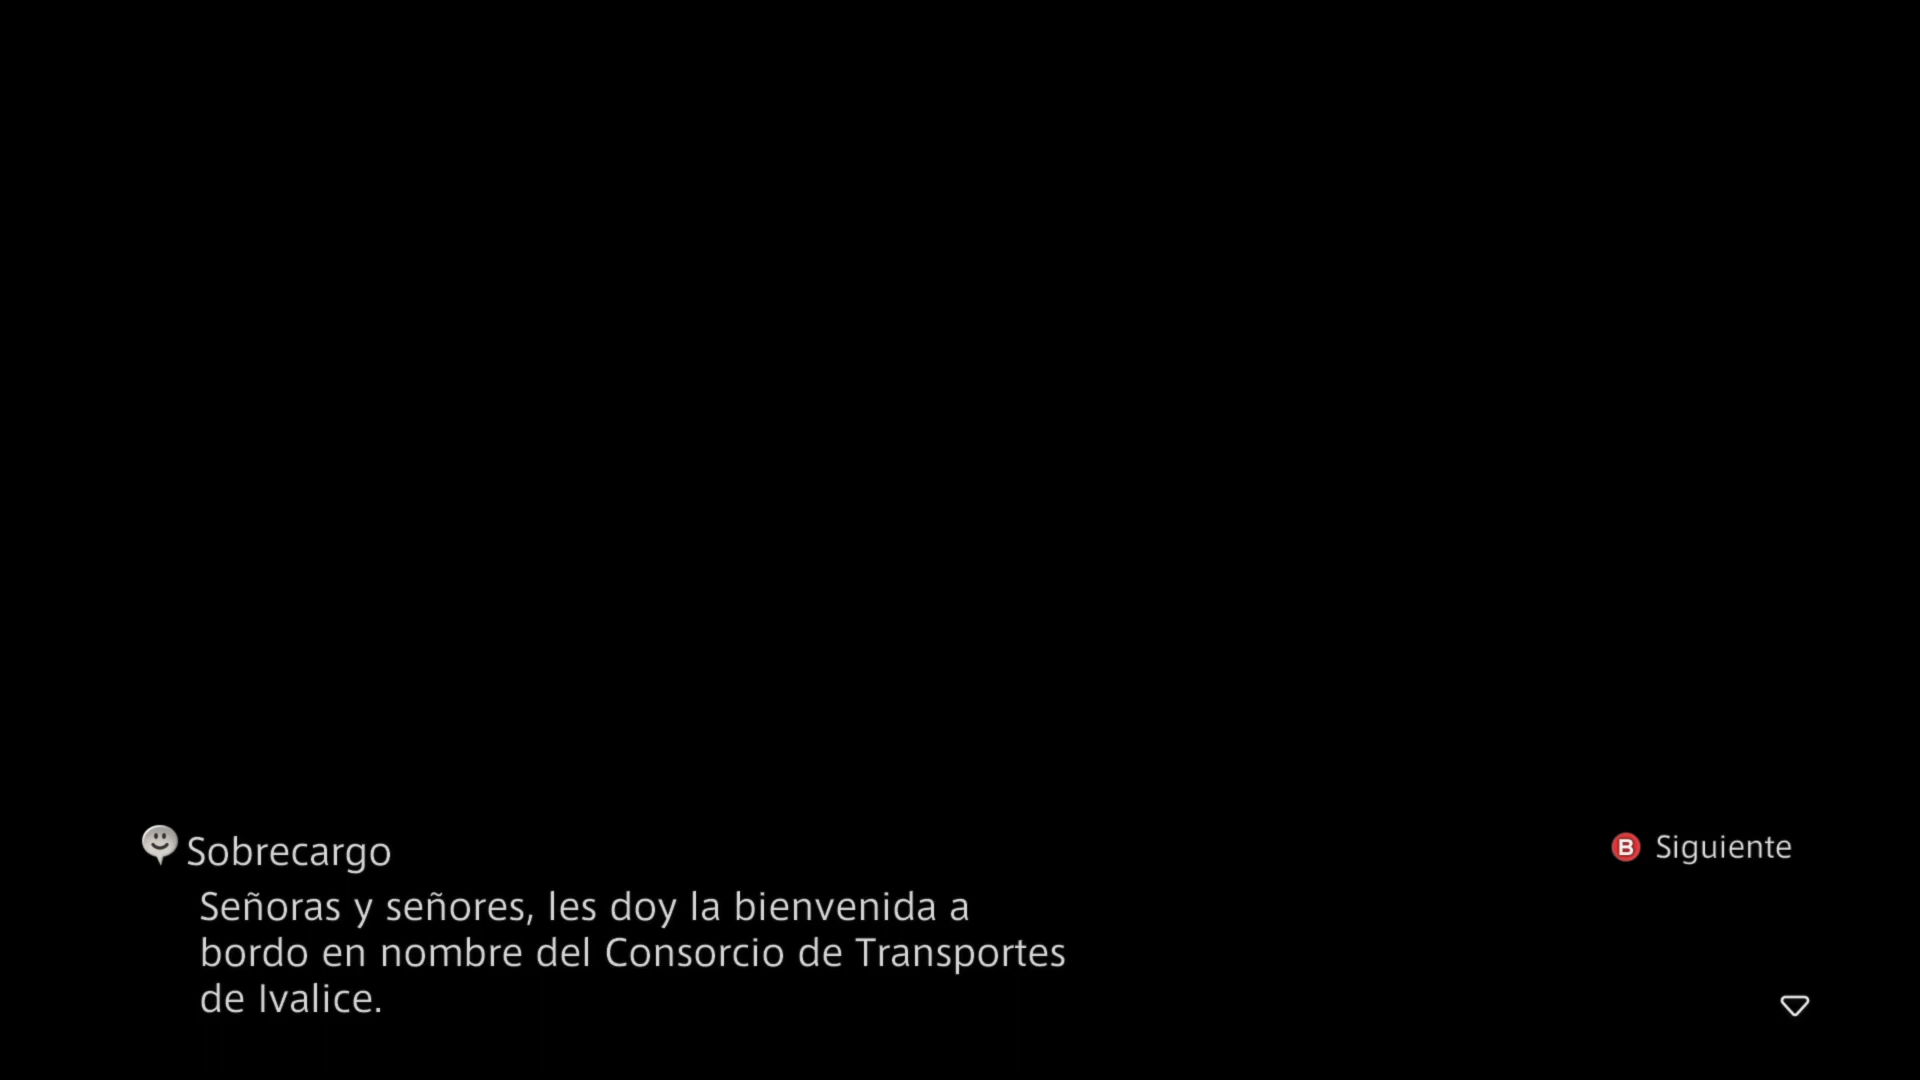 Sobrecargo
B Siguiente
Señoras y señores, les doy la bienvenida a
bordo en nombre del Consorcio de Transportes
de Ivalice.